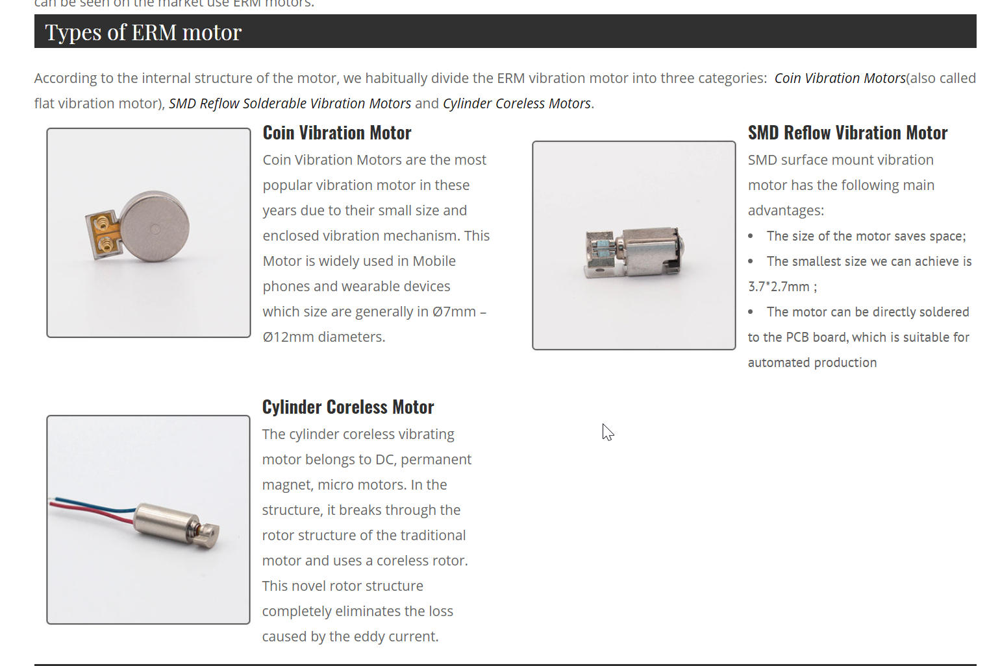 can be seen on the market use ERM motors.
Types of ERM motor
According to the internal structure of the motor, we habitually divide the ERM vibration motor into three categories:  Coin Vibration Motors(also called
flat vibration motor), SMD Reflow Solderable Vibration Motors and Cylinder Coreless Motors.
Coin Vibration Motor
Coin Vibration Motors are the most
popular vibration motor in these
years due to their small size and
enclosed vibration mechanism. This
Motor is widely used in Mobile
phones and wearable devices
which size are generally in Ø7mm –
Ø12mm diameters.
SMD Reflow Vibration Motor
SMD surface mount vibration
motor has the following main
advantages:
• The size of the motor saves space;
• The smallest size we can achieve is
3.7*2.7mm ;
• The motor can be directly soldered
to the PCB board, which is suitable for
automated production
Cylinder Coreless Motor
The cylinder coreless vibrating
motor belongs to DC, permanent
magnet, micro motors. In the
structure, it breaks through the
rotor structure of the traditional
motor and uses a coreless rotor.
This novel rotor structure
completely eliminates the loss
caused by the eddy current.